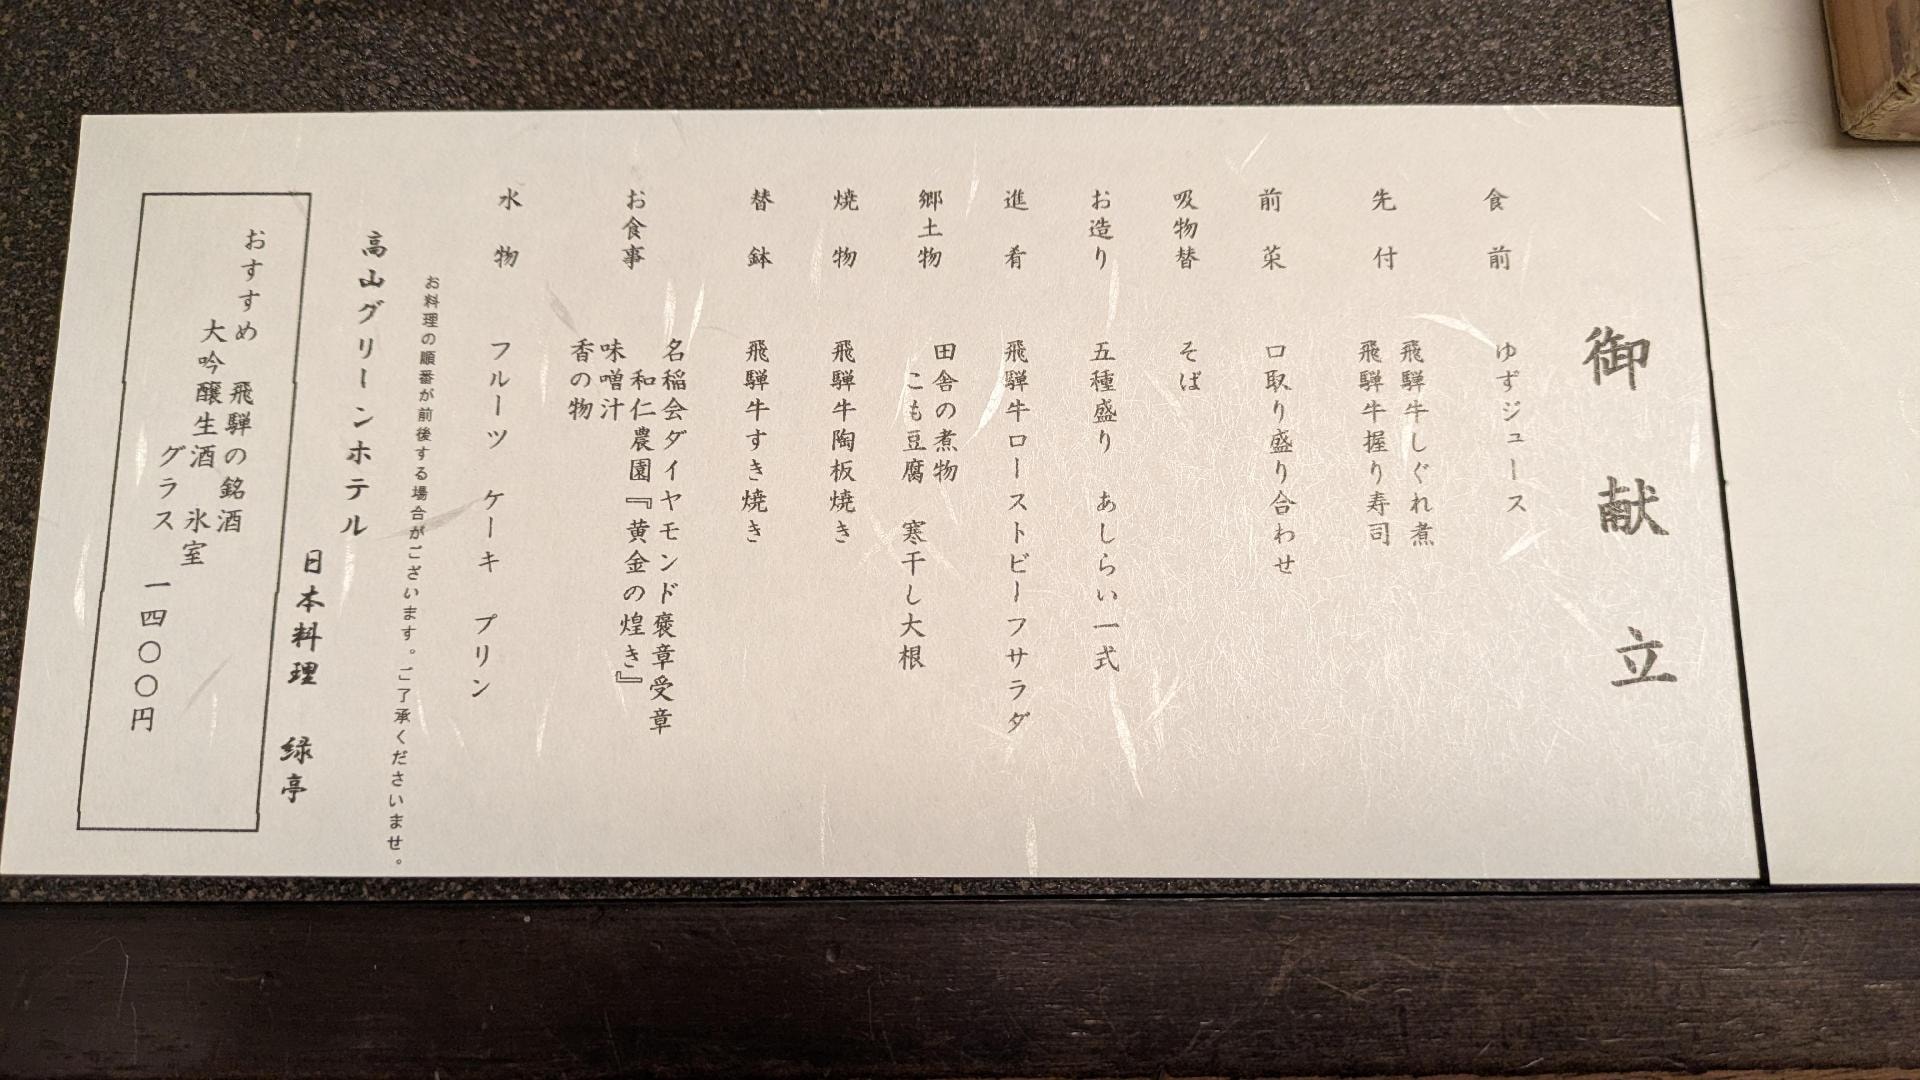 御献立
食前 ゆずジュース
先付 飛騨牛しぐれ煮
飛騨牛握り寿司
前菜 口取り盛り合わせ
吸物替 そば
お造り 五種盛り あしらい一式
進肴 飛騨牛ローストビーフサラダ
郷土物 田舎の煮物
こも豆腐 寒干し大根
焼物 飛騨牛陶板焼き
替鉢 飛騨牛すき焼き
お食事 名稲会ダイヤモンド褒章受章
和仁農園『黄金の煌き』
味噌汁
香の物
水物 フルーツ ケーキ プリン
お料理の順番が前後する場合がございます。ご了承くださいませ。
高山グリーンホテル
日本料理 緑亭
おすすめ 飛騨の銘酒
大吟醸生酒 氷室
グラス 一四〇〇円